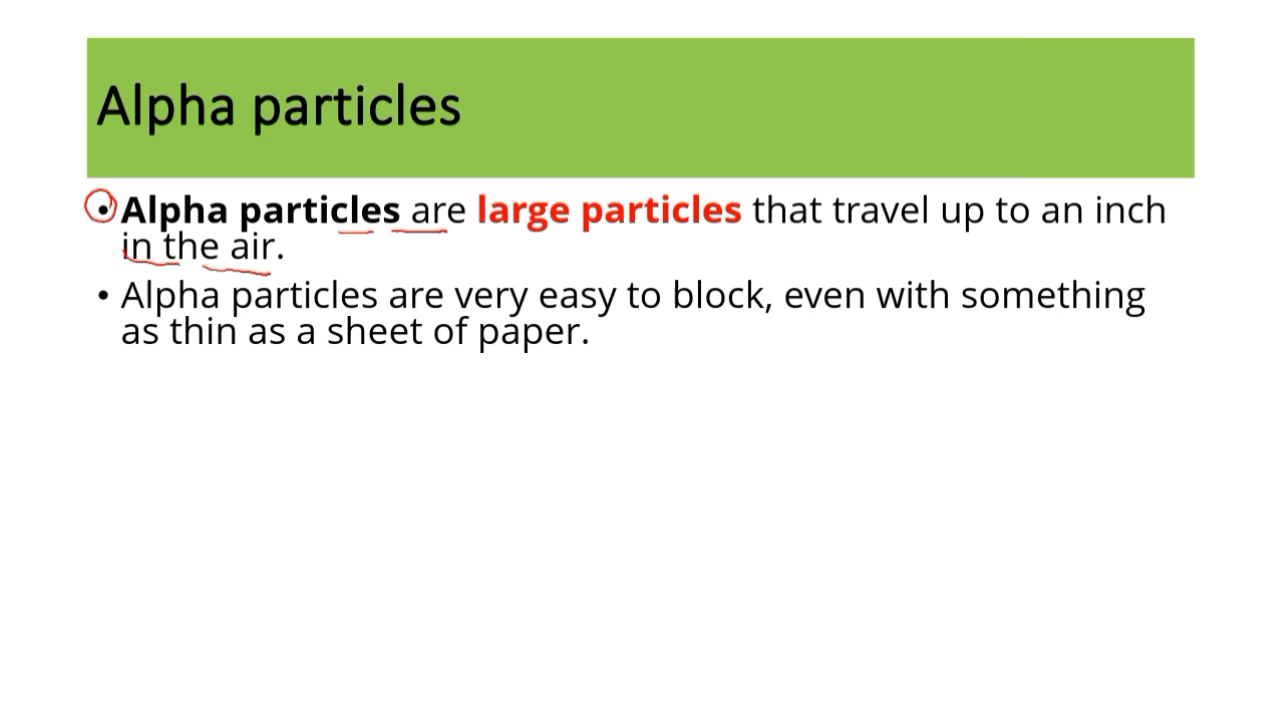 Alpha particles
• Alpha particles are large particles that travel up to an inch
in the air.
• Alpha particles are very easy to block, even with something
as thin as a sheet of paper.